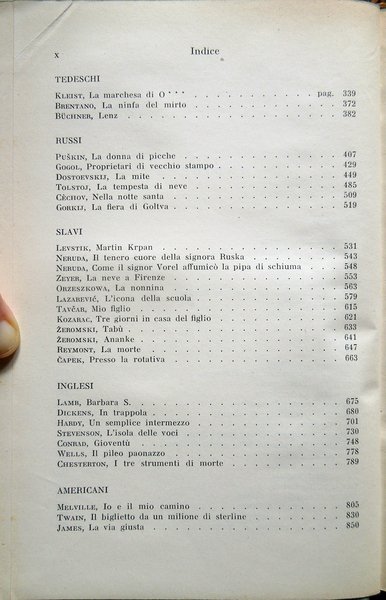 x Indice
TEDESCHI
KLEIST, La marchesa di O*** . . . . . . . . . pag. 339
BRENTANO, La ninfa del mirto . . . . . . . . . 372
BÜCHNER, Lenz . . . . . . . . . 382
RUSSI
PUŠKIN, La donna di picche . . . . . . . . . 407
GOGOL, Proprietari di vecchio stampo . . . . . . . . . 429
DOSTOEVSKIJ, La mite . . . . . . . . . 449
TOLSTOJ, La tempesta di neve . . . . . . . . . 485
ČECHOV, Nella notte santa . . . . . . . . . 509
GORKIJ, La fiera di Goltva . . . . . . . . . 519
SLAVI
LEVSTIK, Martin Krpan . . . . . . . . . 531
NERUDA, Il tenero cuore della signora Ruska . . . . . . . . . 543
NERUDA, Come il signor Vorel affumicò la pipa di schiuma . . . 548
ZEYER, La neve a Firenze . . . . . . . . . 553
ORZESZKOWA, La nonnina . . . . . . . . . 563
LAZAREVIĆ, L'icona della scuola . . . . . . . . . 579
TAVČAR, Mio figlio . . . . . . . . . 615
KOZARAC, Tre giorni in casa del figlio . . . . . . . . . 621
ŻEROMSKI, Tabù . . . . . . . . . 633
ŻEROMSKI, Ananke . . . . . . . . . 641
REYMONT, La morte . . . . . . . . . 647
ČAPEK, Presso la rotativa . . . . . . . . . 663
INGLESI
LAMB, Barbara S. . . . . . . . . . 675
DICKENS, In trappola . . . . . . . . . 680
HARDY, Un semplice intermezzo . . . . . . . . . 701
STEVENSON, L'isola delle voci . . . . . . . . . 730
CONRAD, Gioventù . . . . . . . . . 748
WELLS, Il pileo paonazzo . . . . . . . . . 778
CHESTERTON, I tre strumenti di morte . . . . . . . . . 789
AMERICANI
MELVILLE, Io e il mio camino . . . . . . . . . 805
TWAIN, Il biglietto da un milione di sterline . . . . . . . . . 830
JAMES, La via giusta . . . . . . . . . 850